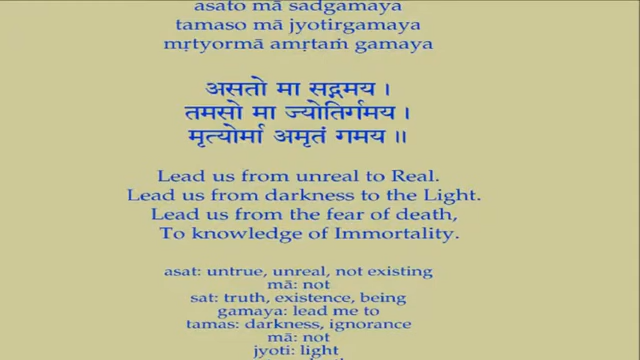 asato mā sadgamaya
tamaso mā jyotirgamaya
mṛtyormā amṛtaṁ gamaya
असतो मा सद्गमय ।
तमसो मा ज्योतिर्गमय ।
मृत्योर्मा अमृतं गमय ॥
Lead us from unreal to Real.
Lead us from darkness to the Light.
Lead us from the fear of death,
To knowledge of Immortality.
asat: untrue, unreal, not existing
mā: not
sat: truth, existence, being
gamaya: lead me to
tamas: darkness, ignorance
mā: not
jyoti: light